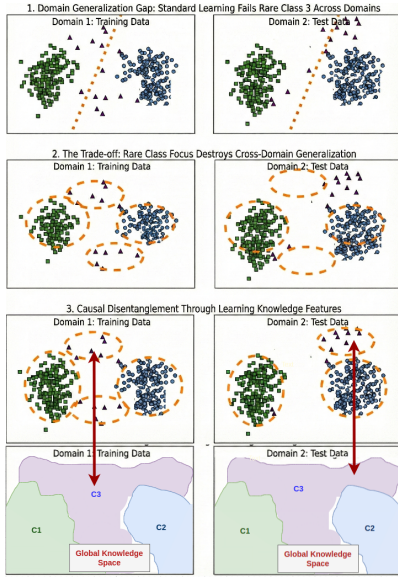 1. Domain Generalization Gap: Standard Learning Fails Rare Class 3 Across Domains
Domain 1: Training Data
Domain 2: Test Data
2. The Trade-off: Rare Class Focus Destroys Cross-Domain Generalization
Domain 1: Training Data
Domain 2: Test Data
3. Causal Disentanglement Through Learning Knowledge Features
Domain 1: Training Data
Domain 2: Test Data
Domain 1: Training Data
Domain 2: Test Data
C3
C1
C2
Global Knowledge
Space
C3
C1
C2
Global Knowledge
Space